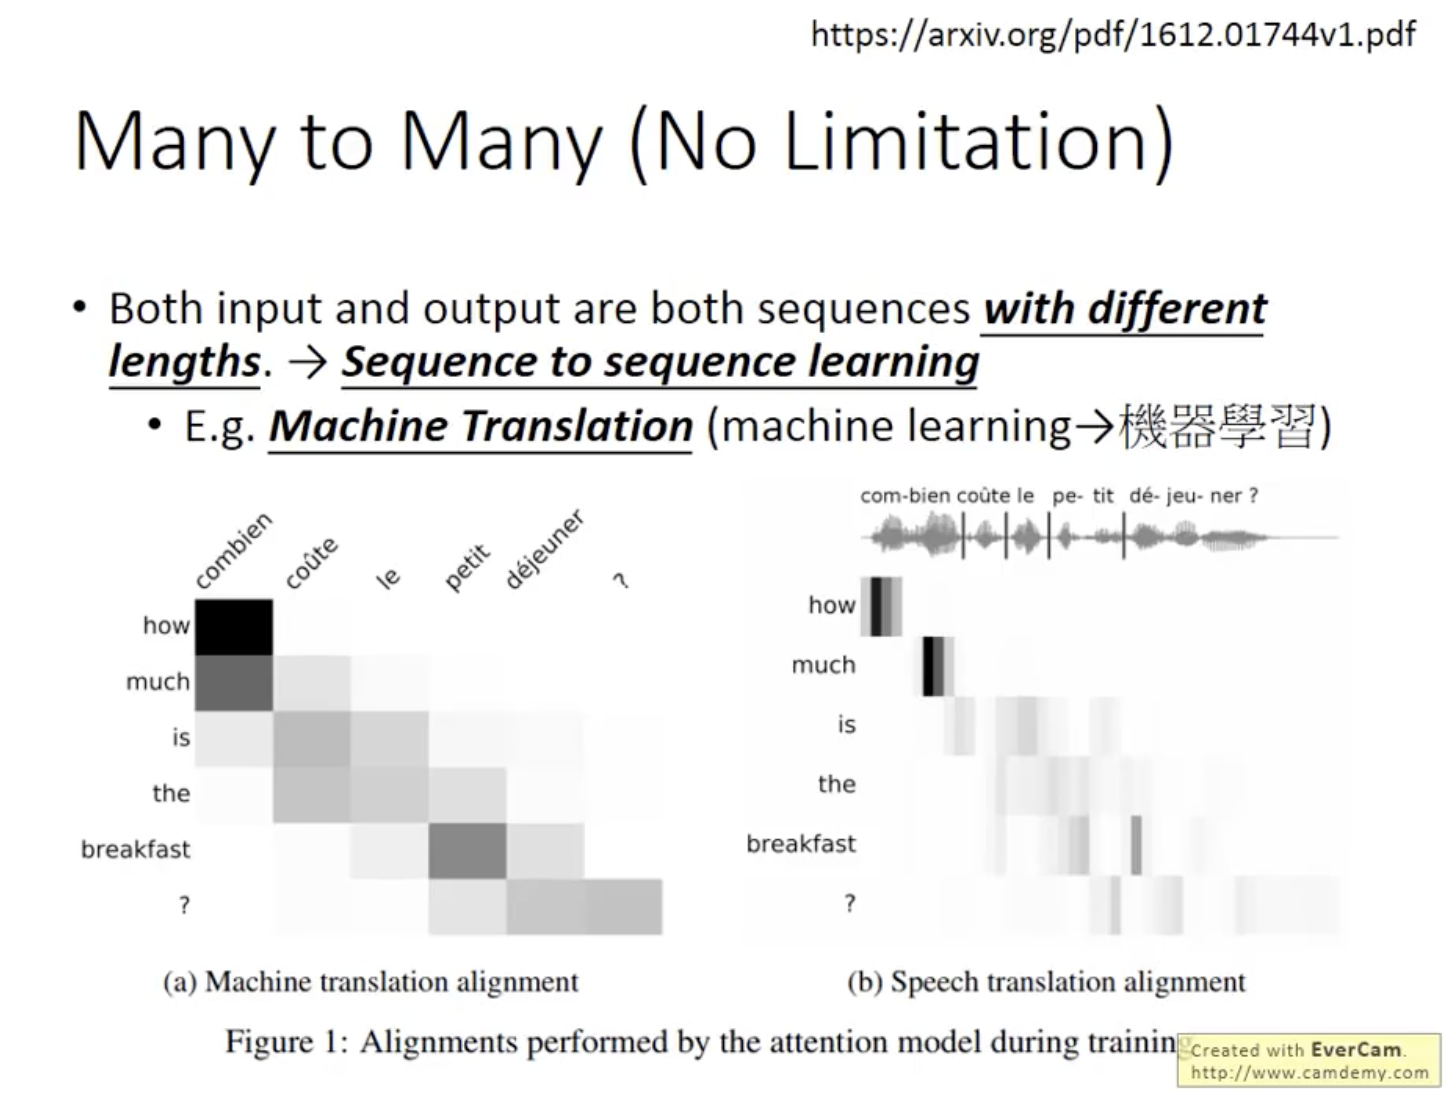 https://arxiv.org/pdf/1612.01744v1.pdf
Many to Many (No Limitation)
• Both input and output are both sequences with different
lengths. → Sequence to sequence learning
• E.g. Machine Translation (machine learning→機器學習)
combien coûte le petit déjeuner ?
how
much
is
the
breakfast
?
(a) Machine translation alignment
com-bien coûte le pe- tit dé- jeu- ner ?
how
much
is
the
breakfast
?
(b) Speech translation alignment
Figure 1: Alignments performed by the attention model during training
Created with EverCam.
http://www.camdemy.com